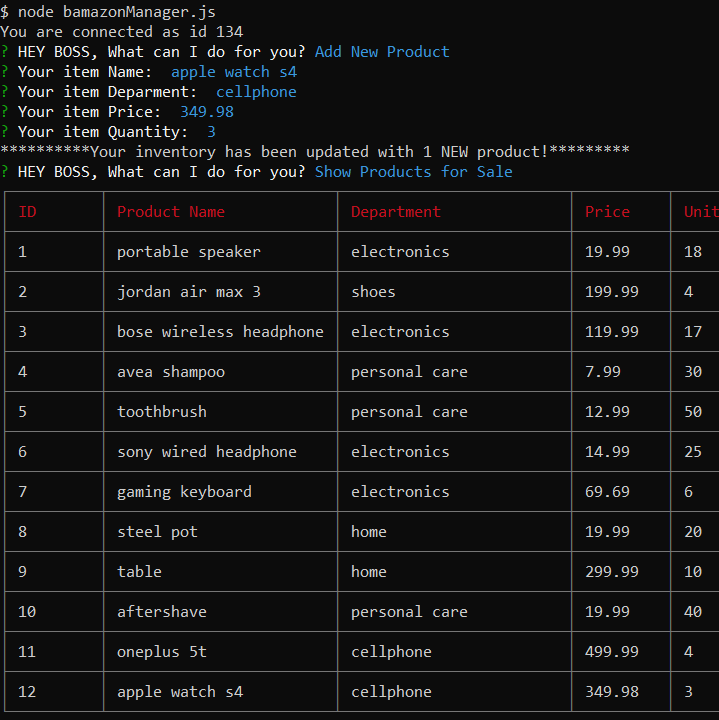 $ node bamazonManager.js
You are connected as id 134
? HEY BOSS, What can I do for you? Add New Product
? Your item Name:  apple watch s4
? Your item Deparment:  cellphone
? Your item Price:  349.98
? Your item Quantity:  3
**********Your inventory has been updated with 1 NEW product!*********
? HEY BOSS, What can I do for you? Show Products for Sale
ID Product Name Department Price Unit
1 portable speaker electronics 19.99 18
2 jordan air max 3 shoes 199.99 4
3 bose wireless headphone electronics 119.99 17
4 avea shampoo personal care 7.99 30
5 toothbrush personal care 12.99 50
6 sony wired headphone electronics 14.99 25
7 gaming keyboard electronics 69.69 6
8 steel pot home 19.99 20
9 table home 299.99 10
10 aftershave personal care 19.99 40
11 oneplus 5t cellphone 499.99 4
12 apple watch s4 cellphone 349.98 3